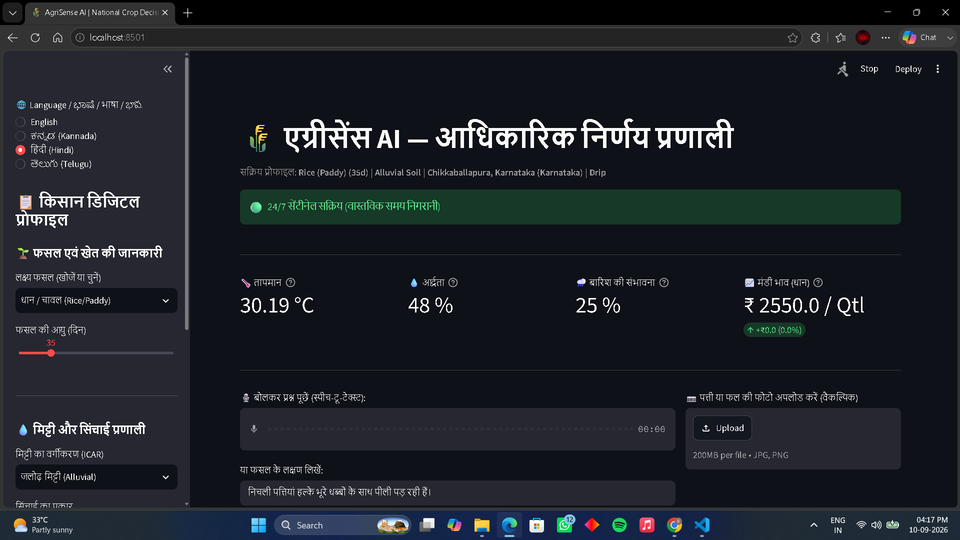 AgriSense AI | National Crop Decis
localhost:8501
Chat
Stop
Deploy
Language / ಭಾಷೆ / भाषा / భాష
English
ಕನ್ನಡ (Kannada)
हिंदी (Hindi)
తెలుగు (Telugu)
किसान डिजिटल
प्रोफाइल
फसल एवं खेत की जानकारी
लक्ष्य फसल (खोजें या चुनें)
धान / चावल (Rice/Paddy)
फसल की आयु (दिन)
35
मिट्टी और सिंचाई प्रणाली
मिट्टी का वर्गीकरण (ICAR)
जलोढ़ मिट्टी (Alluvial)
सिंचाई का प्रकार
एग्रीसेंस AI — आधिकारिक निर्णय प्रणाली
सक्रिय प्रोफाइल: Rice (Paddy) (35d) | Alluvial Soil | Chikkaballapura, Karnataka (Karnataka) | Drip
24/7 सेंटीनेल सक्रिय (वास्तविक समय निगरानी)
तापमान
30.19 °C
आर्द्रता
48 %
बारिश की संभावना
25 %
मंडी भाव (धान)
₹ 2550.0 / Qtl
+₹0.0 (0.0%)
बोलकर प्रश्न पूछें (स्पीच-टू-टेक्स्ट):
00:00
या फसल के लक्षण लिखें:
निचली पत्तियां हल्के भूरे धब्बों के साथ पीली पड़ रही हैं।
पत्ती या फल की फोटो अपलोड करें (वैकल्पिक)
Upload
200MB per file • JPG, PNG
33°C
Partly sunny
Search
12
ENG
IN
04:17 PM
10-09-2026